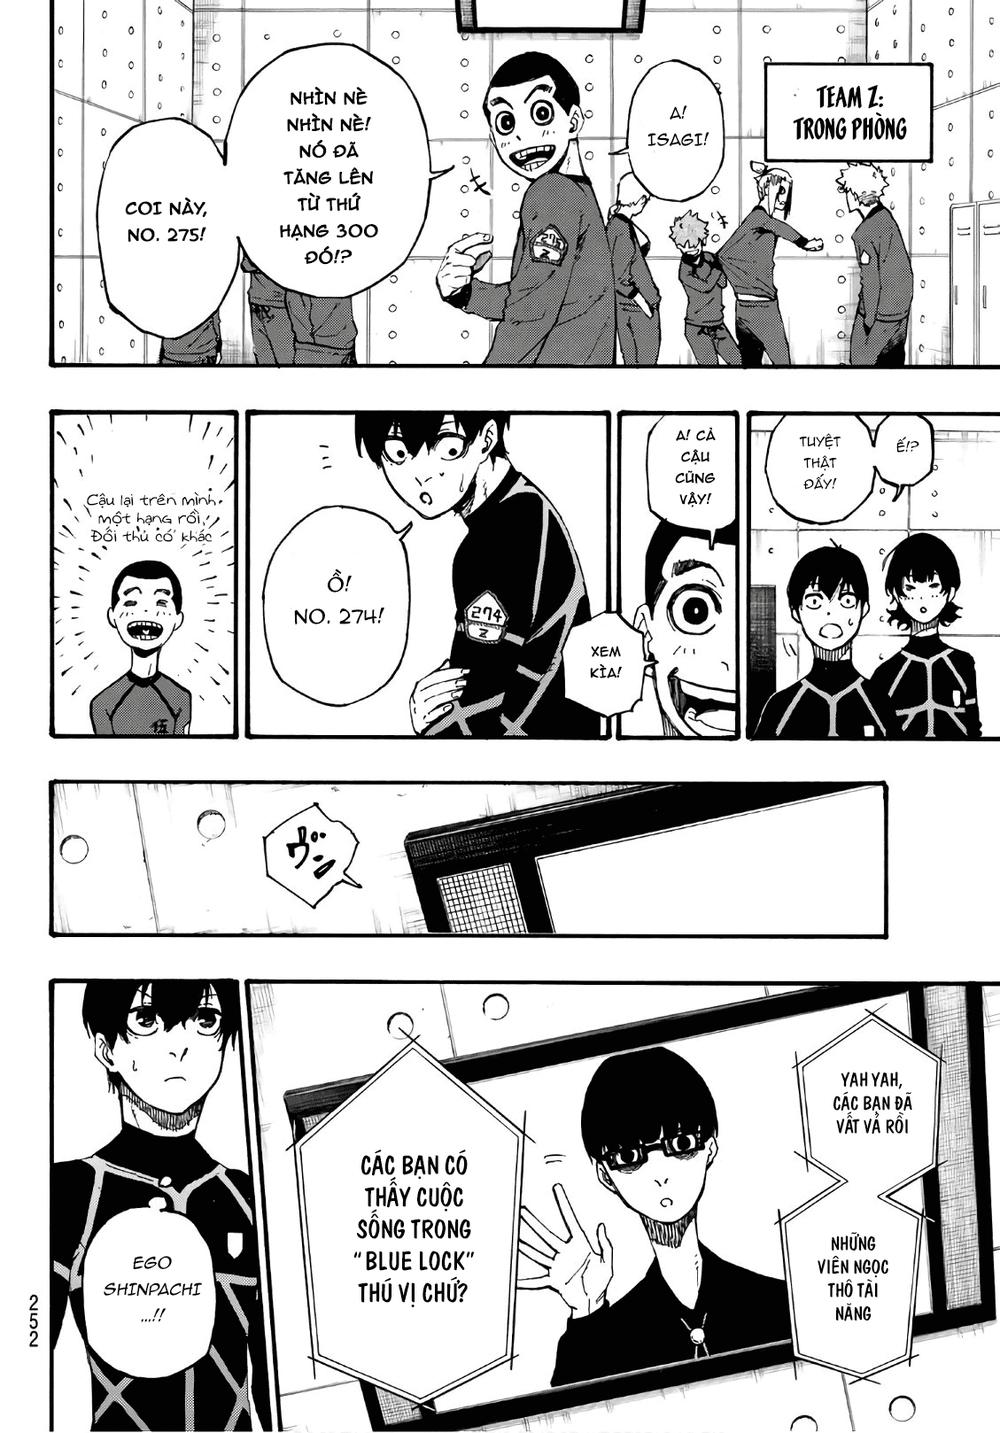 TEAM Z:
TRONG PHÒNG
A!
ISAGI!
NHÌN NÈ
NHÌN NÈ!
NÓ ĐÃ
TĂNG LÊN
TỪ THỨ
HẠNG 300
ĐÓ!?
COI NÀY,
NO. 275!
275
Z
Ế!?
TUYỆT
THẬT
ĐẤY!
A! CẢ
CẬU
CŨNG
VẬY!
XEM
KÌA!
Ồ!
NO. 274!
274
Z
Cậu lại trên mình
một hạng rồi,
Đối thủ có khác
伍
ヴン
YAH YAH,
CÁC BẠN ĐÃ
VẤT VẢ RỒI
NHỮNG
VIÊN NGỌC
THÔ TÀI
NĂNG
CÁC BẠN CÓ
THẤY CUỘC
SỐNG TRONG
“BLUE LOCK”
THÚ VỊ CHỨ?
EGO
SHINPACHI
...!!
252